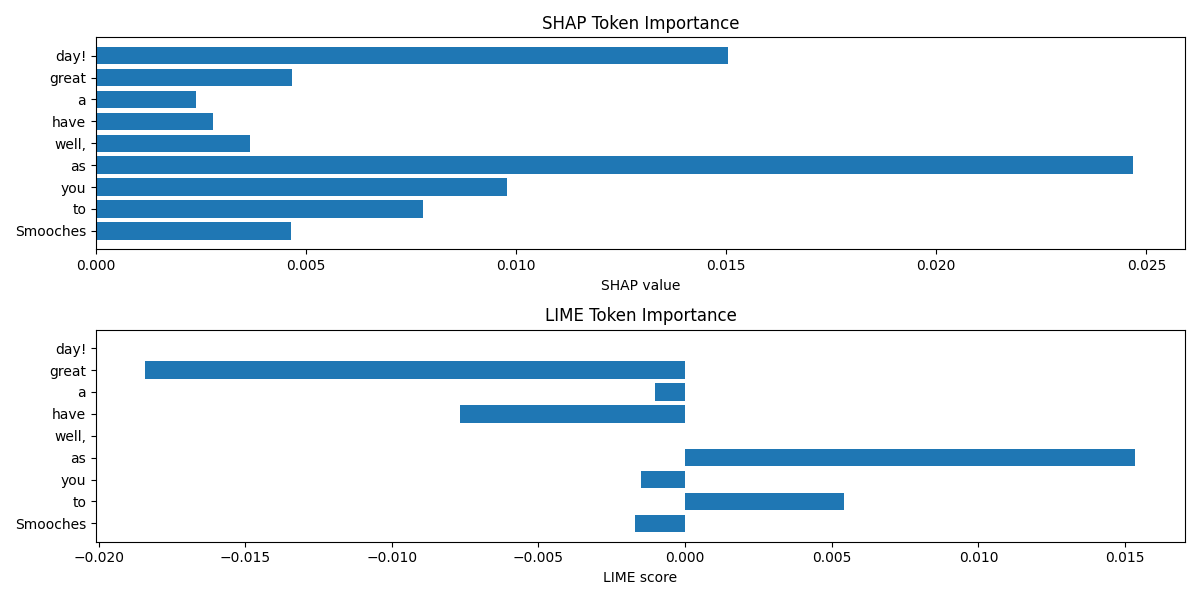 SHAP Token Importance
day!
great
a
have
well,
as
you
to
Smooches
0.000 0.005 0.010 0.015 0.020 0.025
SHAP value
LIME Token Importance
day!
great
a
have
well,
as
you
to
Smooches
−0.020 −0.015 −0.010 −0.005 0.000 0.005 0.010 0.015
LIME score